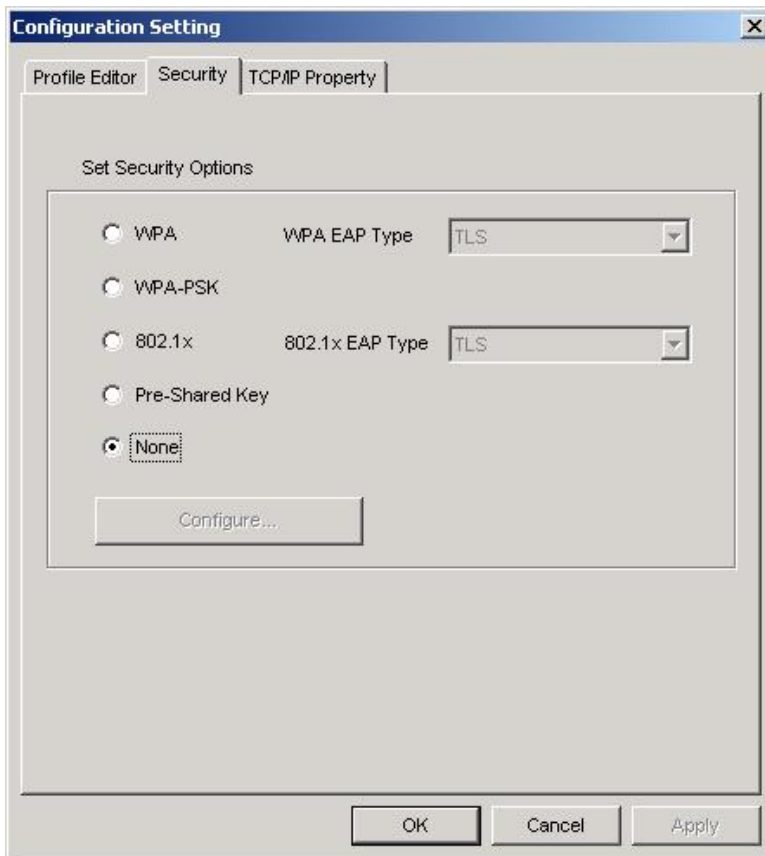 Configuration Setting
Profile Editor Security TCP/IP Property
Set Security Options
WPA WPA EAP Type TLS
WPA-PSK
802.1x 802.1x EAP Type TLS
Pre-Shared Key
None
Configure...
OK Cancel Apply